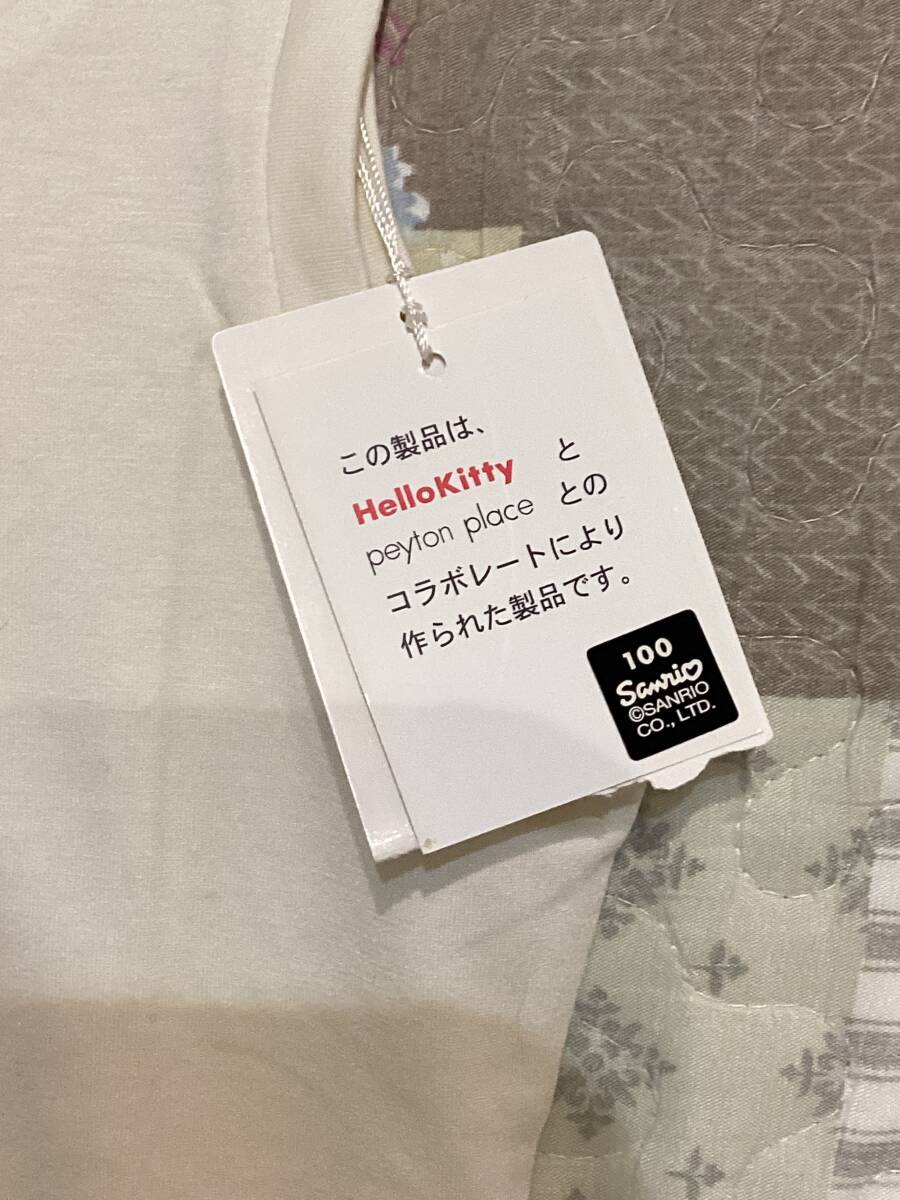 この製品は、
HelloKitty と
peyton place との
コラボレートにより
作られた製品です。
100
Sanrio
©SANRIO
CO., LTD.